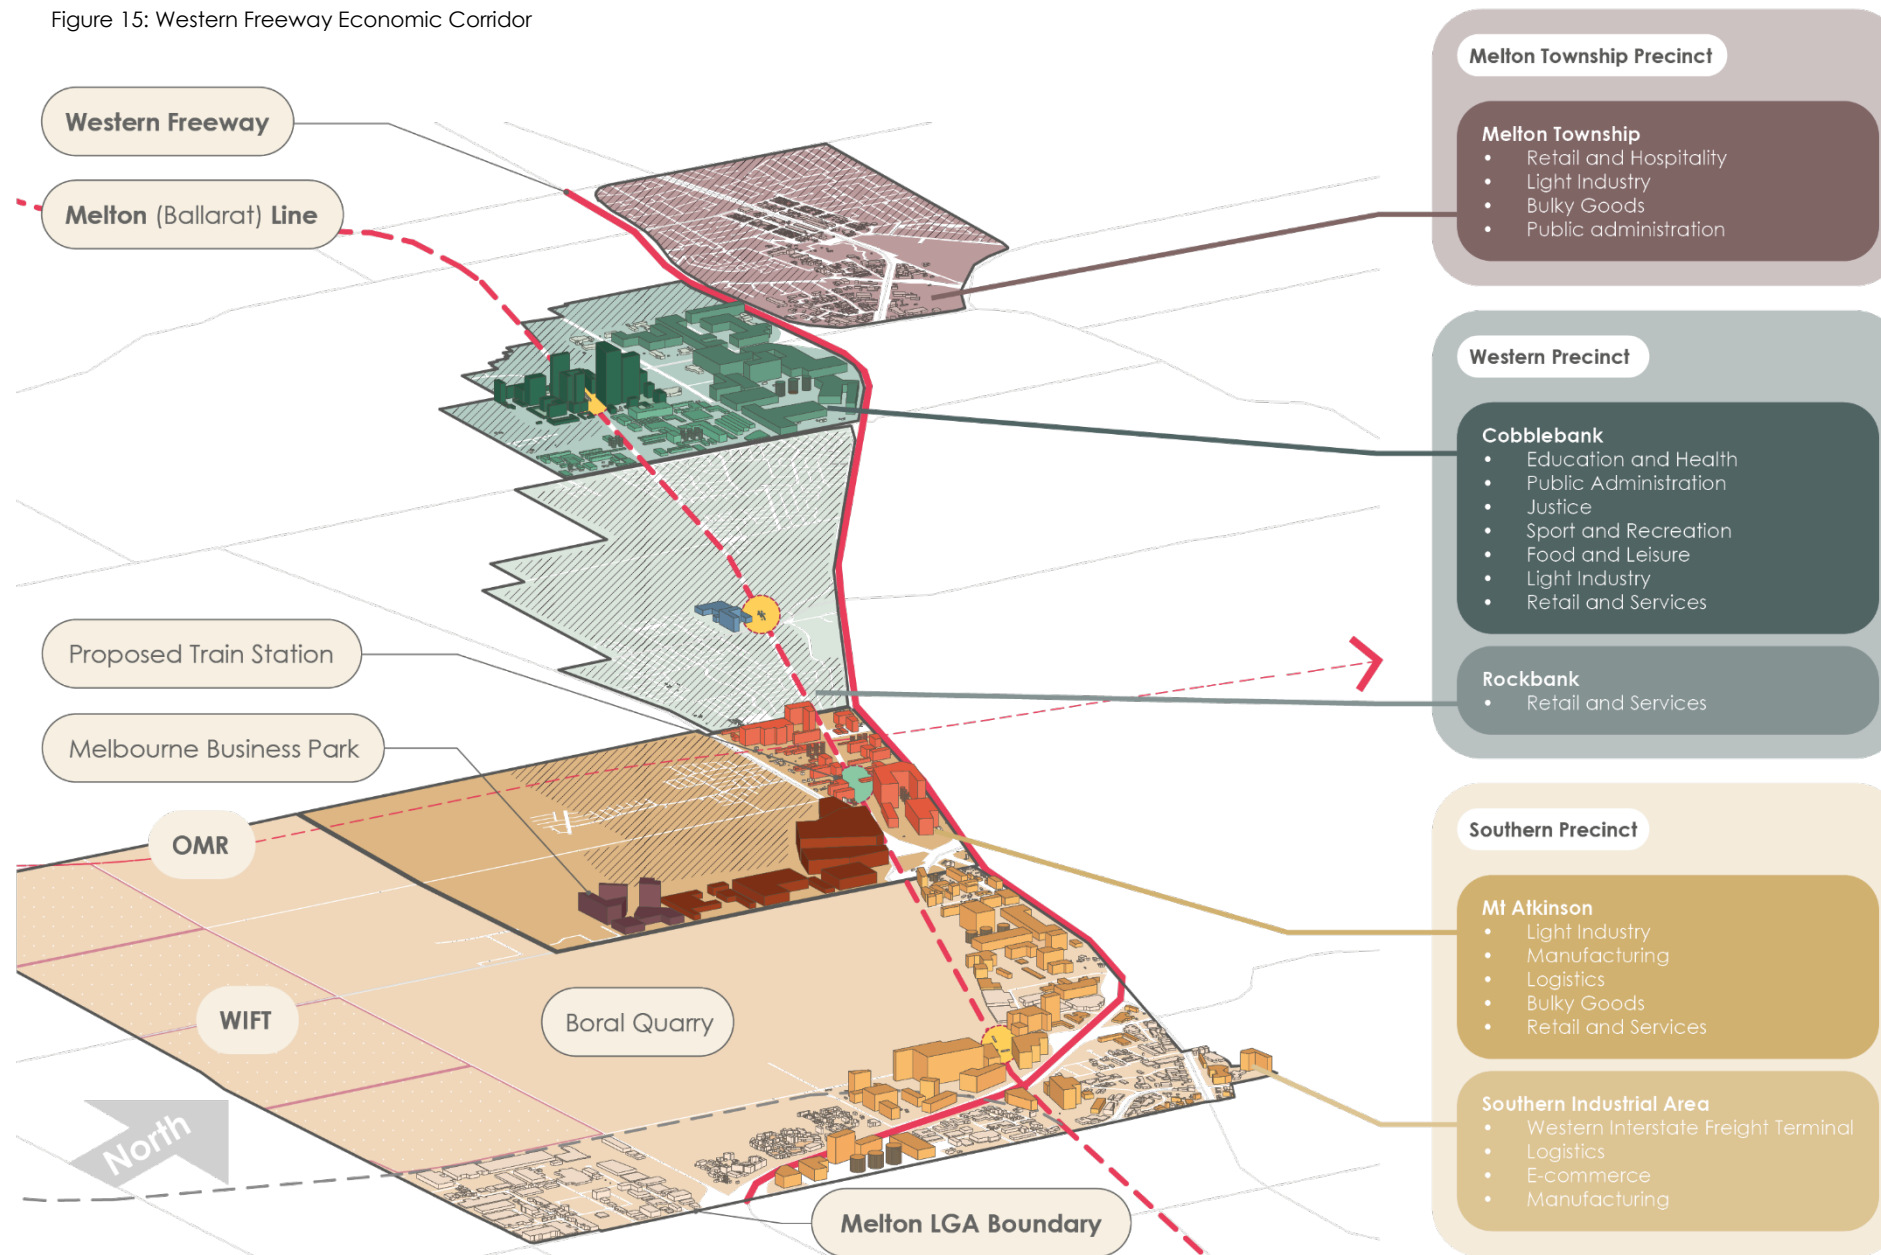 Figure 15: Western Freeway Economic Corridor
Western Freeway
Melton (Ballarat) Line
Proposed Train Station
Melbourne Business Park
OMR
WIFT
Boral Quarry
North
Melton LGA Boundary
Melton Township Precinct
Melton Township
• Retail and Hospitality
• Light Industry
• Bulky Goods
• Public administration
Western Precinct
Cobblebank
• Education and Health
• Public Administration
• Justice
• Sport and Recreation
• Food and Leisure
• Light Industry
• Retail and Services
Rockbank
• Retail and Services
Southern Precinct
Mt Atkinson
• Light Industry
• Manufacturing
• Logistics
• Bulky Goods
• Retail and Services
Southern Industrial Area
• Western Interstate Freight Terminal
• Logistics
• E-commerce
• Manufacturing